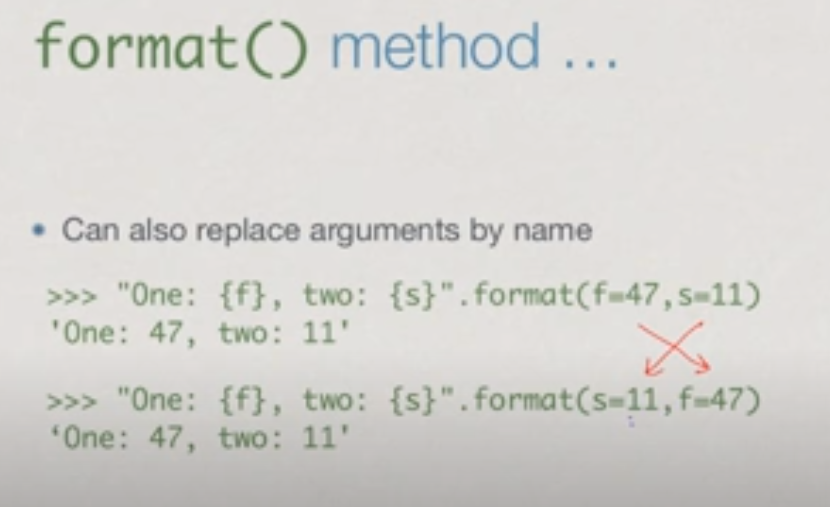 format() method ...
• Can also replace arguments by name
>>> "One: {f}, two: {s}".format(f=47,s=11)
'One: 47, two: 11'
>>> "One: {f}, two: {s}".format(s=11,f=47)
‘One: 47, two: 11'